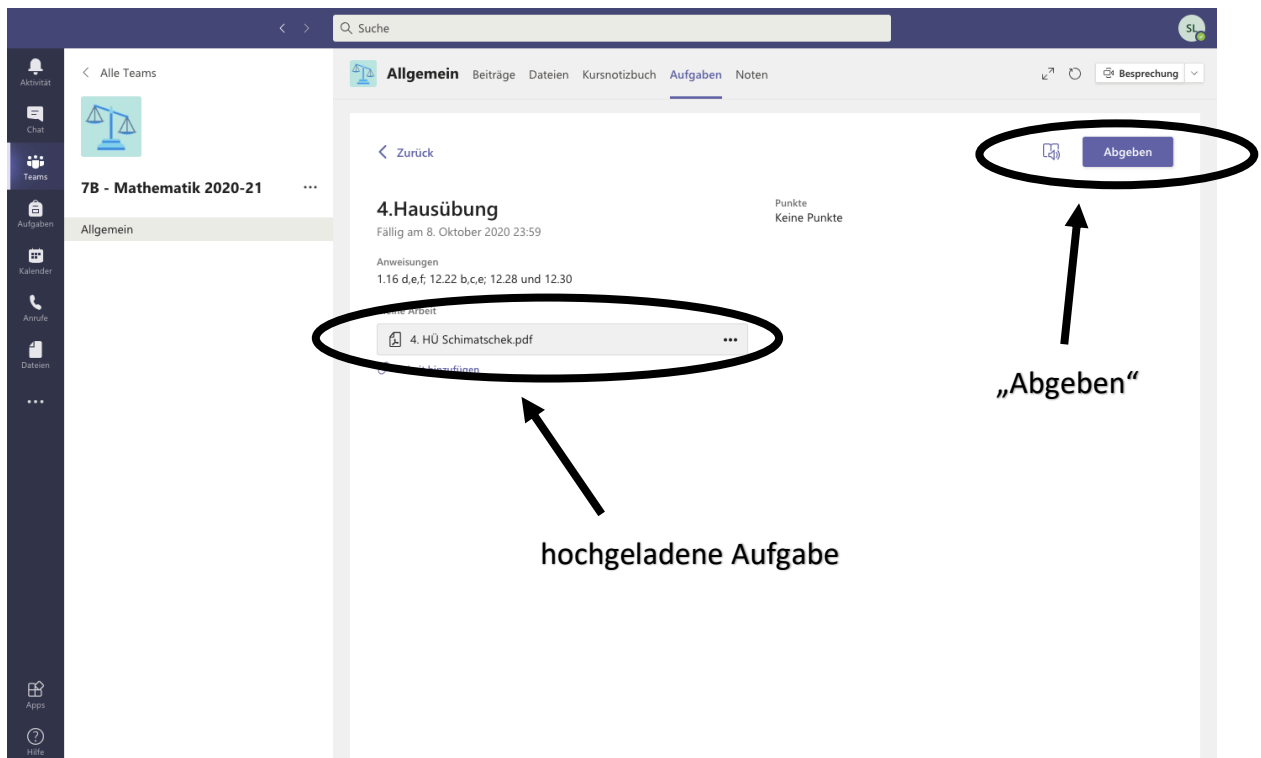 Suche
SL
Aktivität
Chat
Teams
Aufgaben
Kalender
Anrufe
Dateien
Apps
Hilfe
Alle Teams
7B - Mathematik 2020-21
Allgemein
Allgemein Beiträge Dateien Kursnotizbuch Aufgaben Noten
Besprechung
Zurück
Abgeben
4.Hausübung
Fällig am 8. Oktober 2020 23:59
Punkte
Keine Punkte
Anweisungen
1.16 d,e,f; 12.22 b,c,e; 12.28 und 12.30
Arbeit
4. HÜ Schimatschek.pdf
hinzufügen
„Abgeben“
hochgeladene Aufgabe